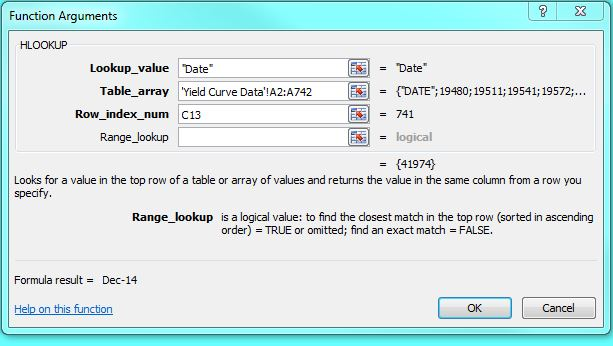 Function Arguments
?
HLOOKUP
Lookup_value "Date" = "Date"
Table_array 'Yield Curve Data'!A2:A742 = {"DATE";19480;19511;19541;19572;...
Row_index_num C13 = 741
Range_lookup = logical
= {41974}
Looks for a value in the top row of a table or array of values and returns the value in the same column from a row you
specify.
Range_lookup is a logical value: to find the closest match in the top row (sorted in ascending
order) = TRUE or omitted; find an exact match = FALSE.
Formula result = Dec-14
Help on this function OK Cancel